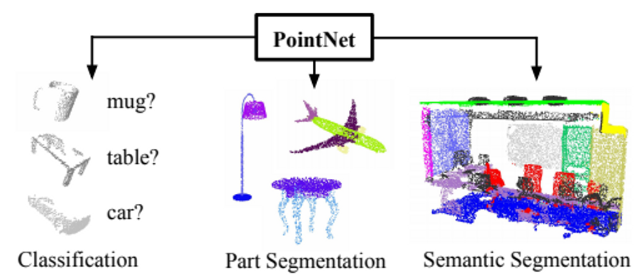 PointNet
mug?
table?
car?
Classification
Part Segmentation
Semantic Segmentation